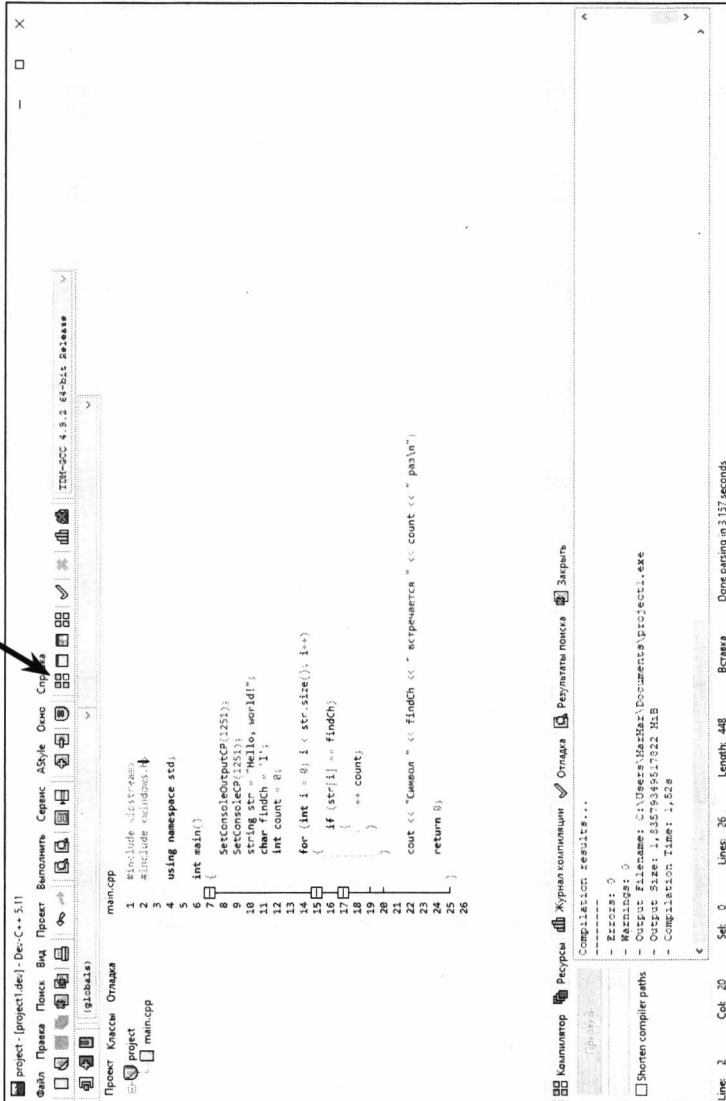 project - [project1.dev] - Dev-C++ 5.11
Файл Правка Поиск Вид Проект Выполнить Сервис AStyle Окно Справка
TDM-GCC 4.9.2 64-bit Release
(globals)
Проект Классы Отладка
project
main.cpp
main.cpp
1 #include <iostream>
2 #include <windows.h>
3
4 using namespace std;
5
6 int main()
7 {
8 SetConsoleOutputCP(1251);
9 SetConsoleCP(1251);
10 string str = "Hello, world!";
11 char findCh = 'l';
12 int count = 0;
13
14 for (int i = 0; i < str.size(); i++)
15 {
16 if (str[i] == findCh)
17 {
18 ++ count;
19 }
20 }
21
22 cout << "Символ " << findCh << " встречается " << count << " раз\n";
23
24 return 0;
25 }
26
Компилятор Ресурсы Журнал компиляции Отладка Результаты поиска Закрыть
Compilation results...
--------
- Errors: 0
- Warnings: 0
- Output Filename: C:\Users\MarMar\Documents\project1.exe
- Output Size: 1,83579349517822 MiB
- Compilation Time: 1,52s
Shorten compiler paths
Line: 2 Col: 20 Sel: 0 Lines: 26 Length: 448 Вставка Done parsing in 3,157 seconds